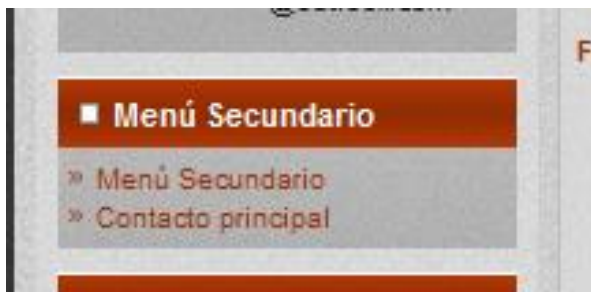 Menú Secundario
» Menú Secundario
» Contacto principal
F